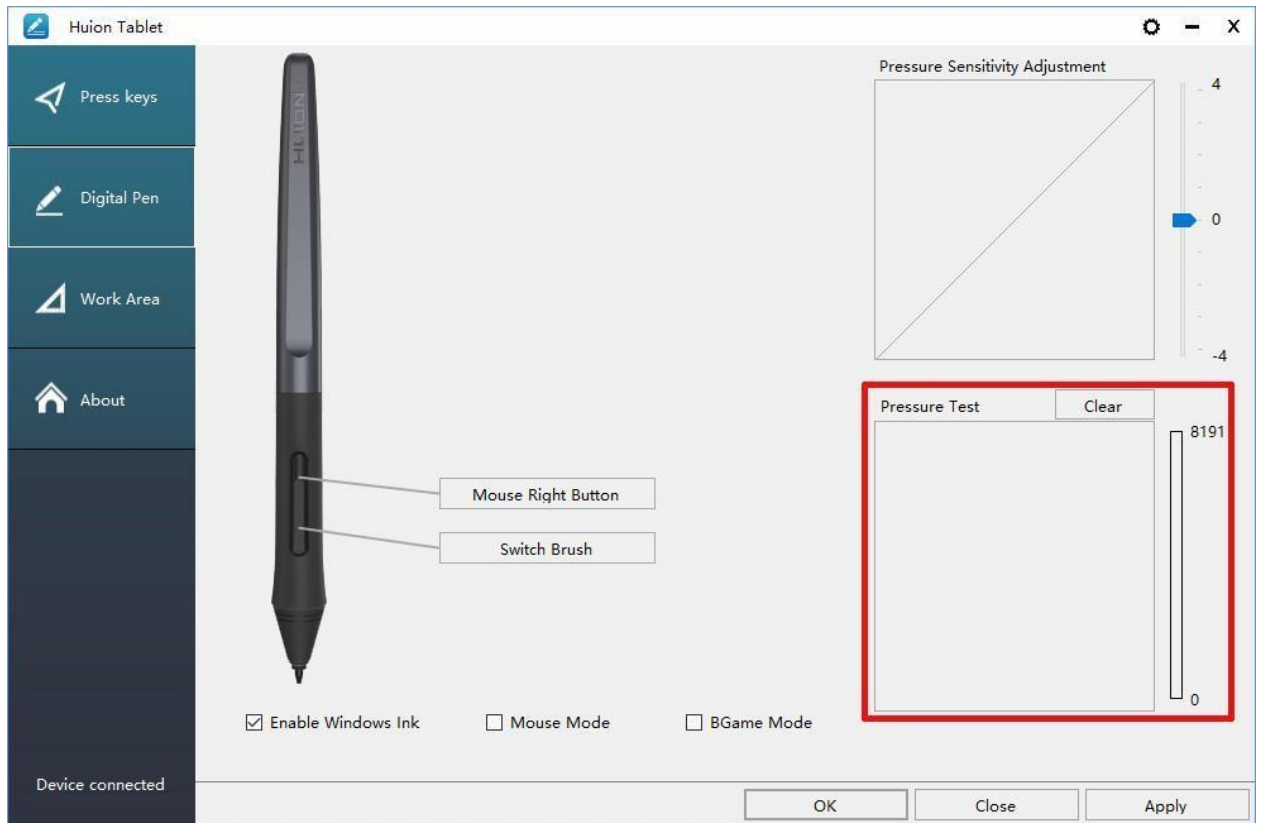 Huion Tablet
Press keys
Digital Pen
Work Area
About
Device connected
HUION
Mouse Right Button
Switch Brush
Enable Windows Ink
Mouse Mode
BGame Mode
Pressure Sensitivity Adjustment
4
0
-4
Pressure Test
Clear
8191
0
OK
Close
Apply